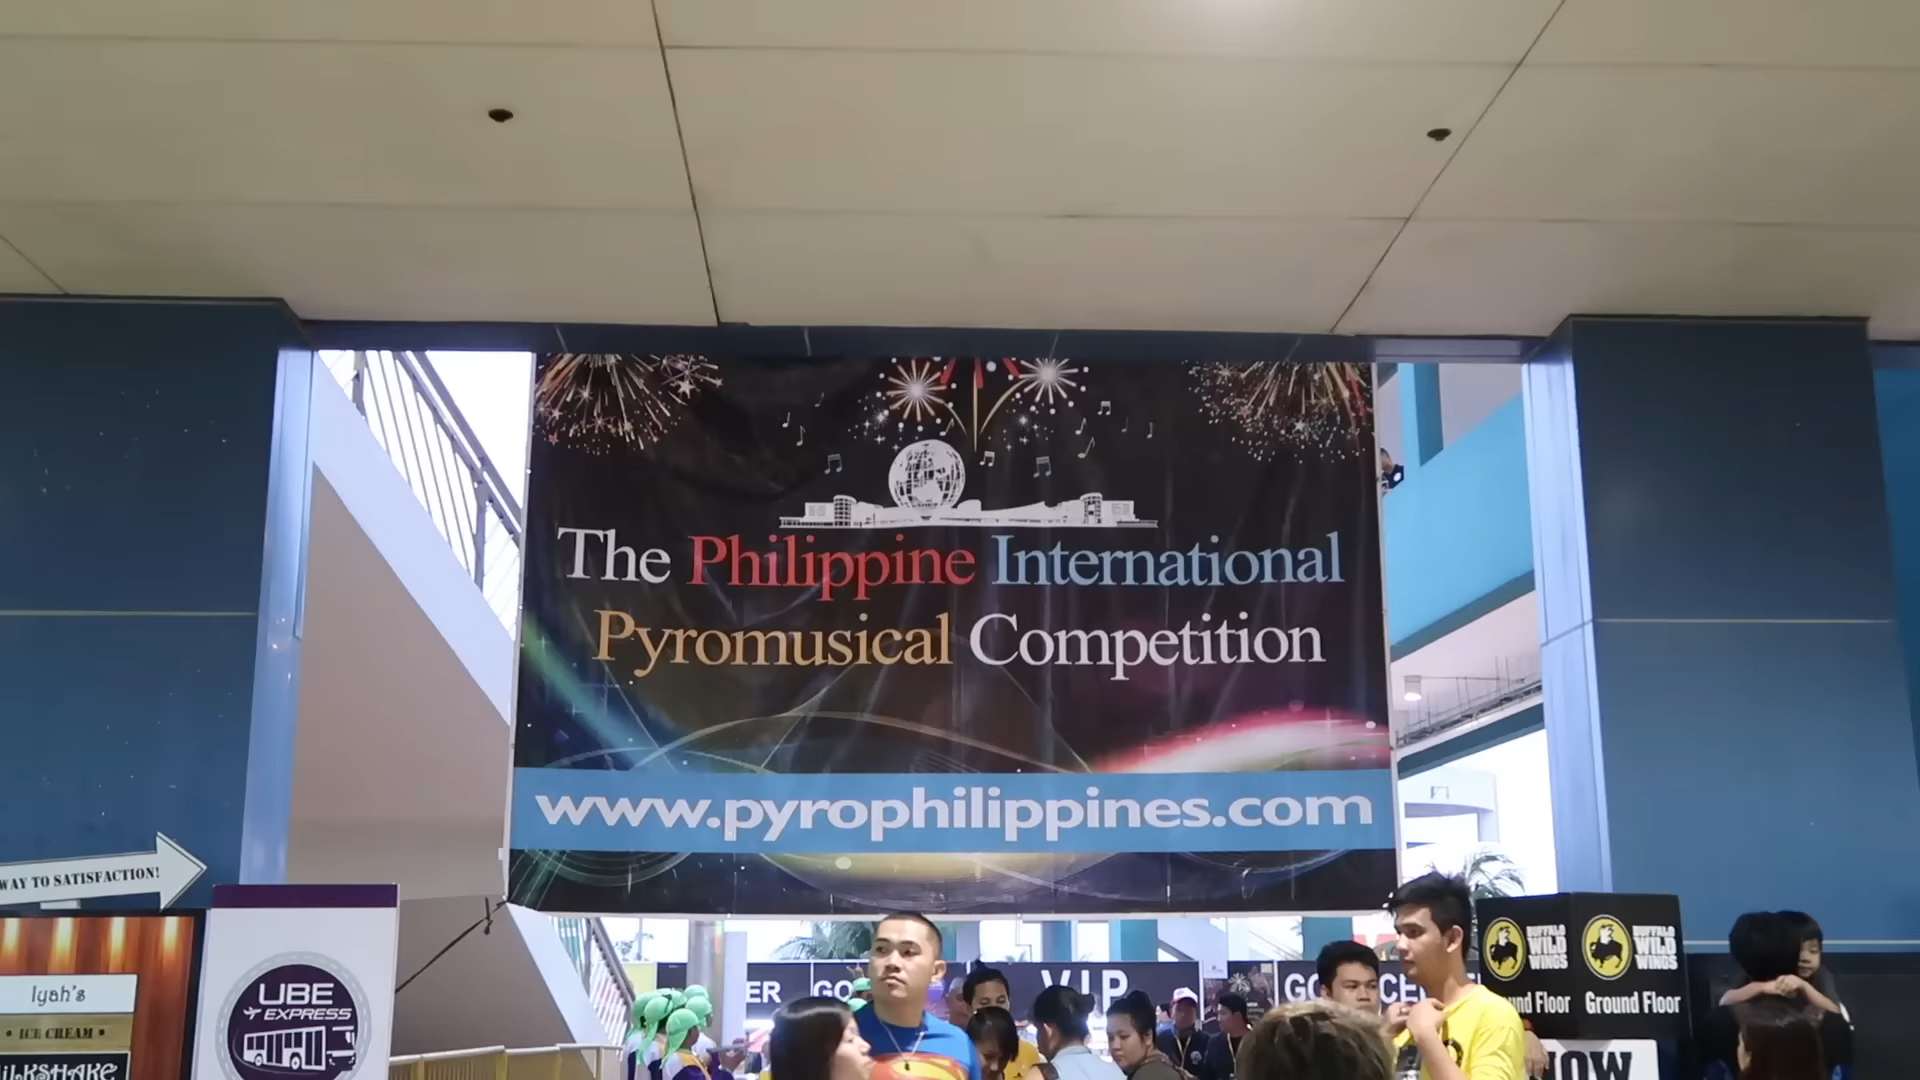 The Philippine International
Pyromusical Competition
www.pyrophilippines.com
WAY TO SATISFACTION!
Iyah's
• ICE CREAM •
MILKSHAKE
UBE
EXPRESS
V.I.P
BUFFALO
WILD
WINGS
Ground Floor
BUFFALO
WILD
WINGS
Ground Floor